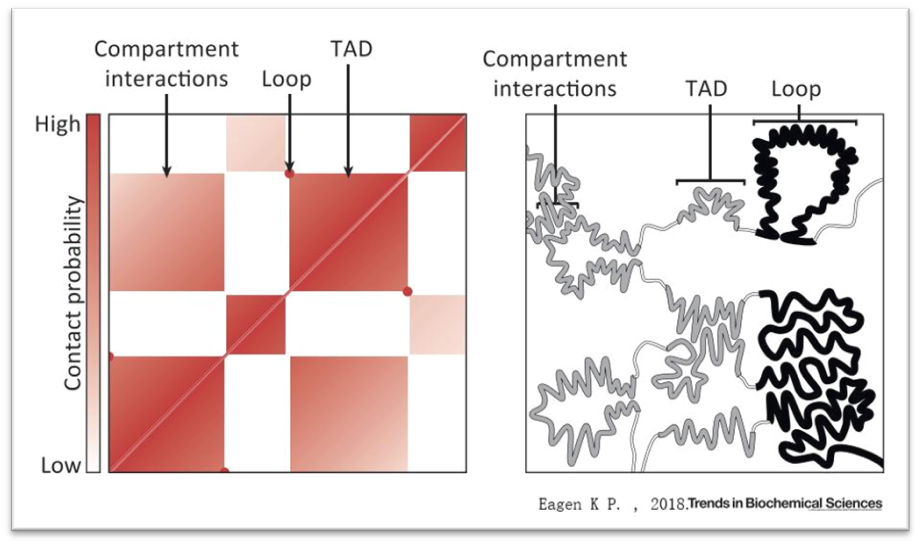 Compartment
interactions
Loop
TAD
High
Contact probability
Low
Compartment
interactions
TAD
Loop
Eagen K P. , 2018.Trends in Biochemical Sciences